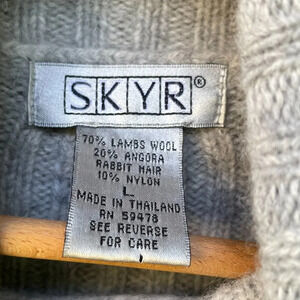 SKYR®
70% LAMBS WOOL
20% ANGORA
RABBIT HAIR
10% NYLON
L
MADE IN THAILAND
RN 59478
SEE REVERSE
FOR CARE